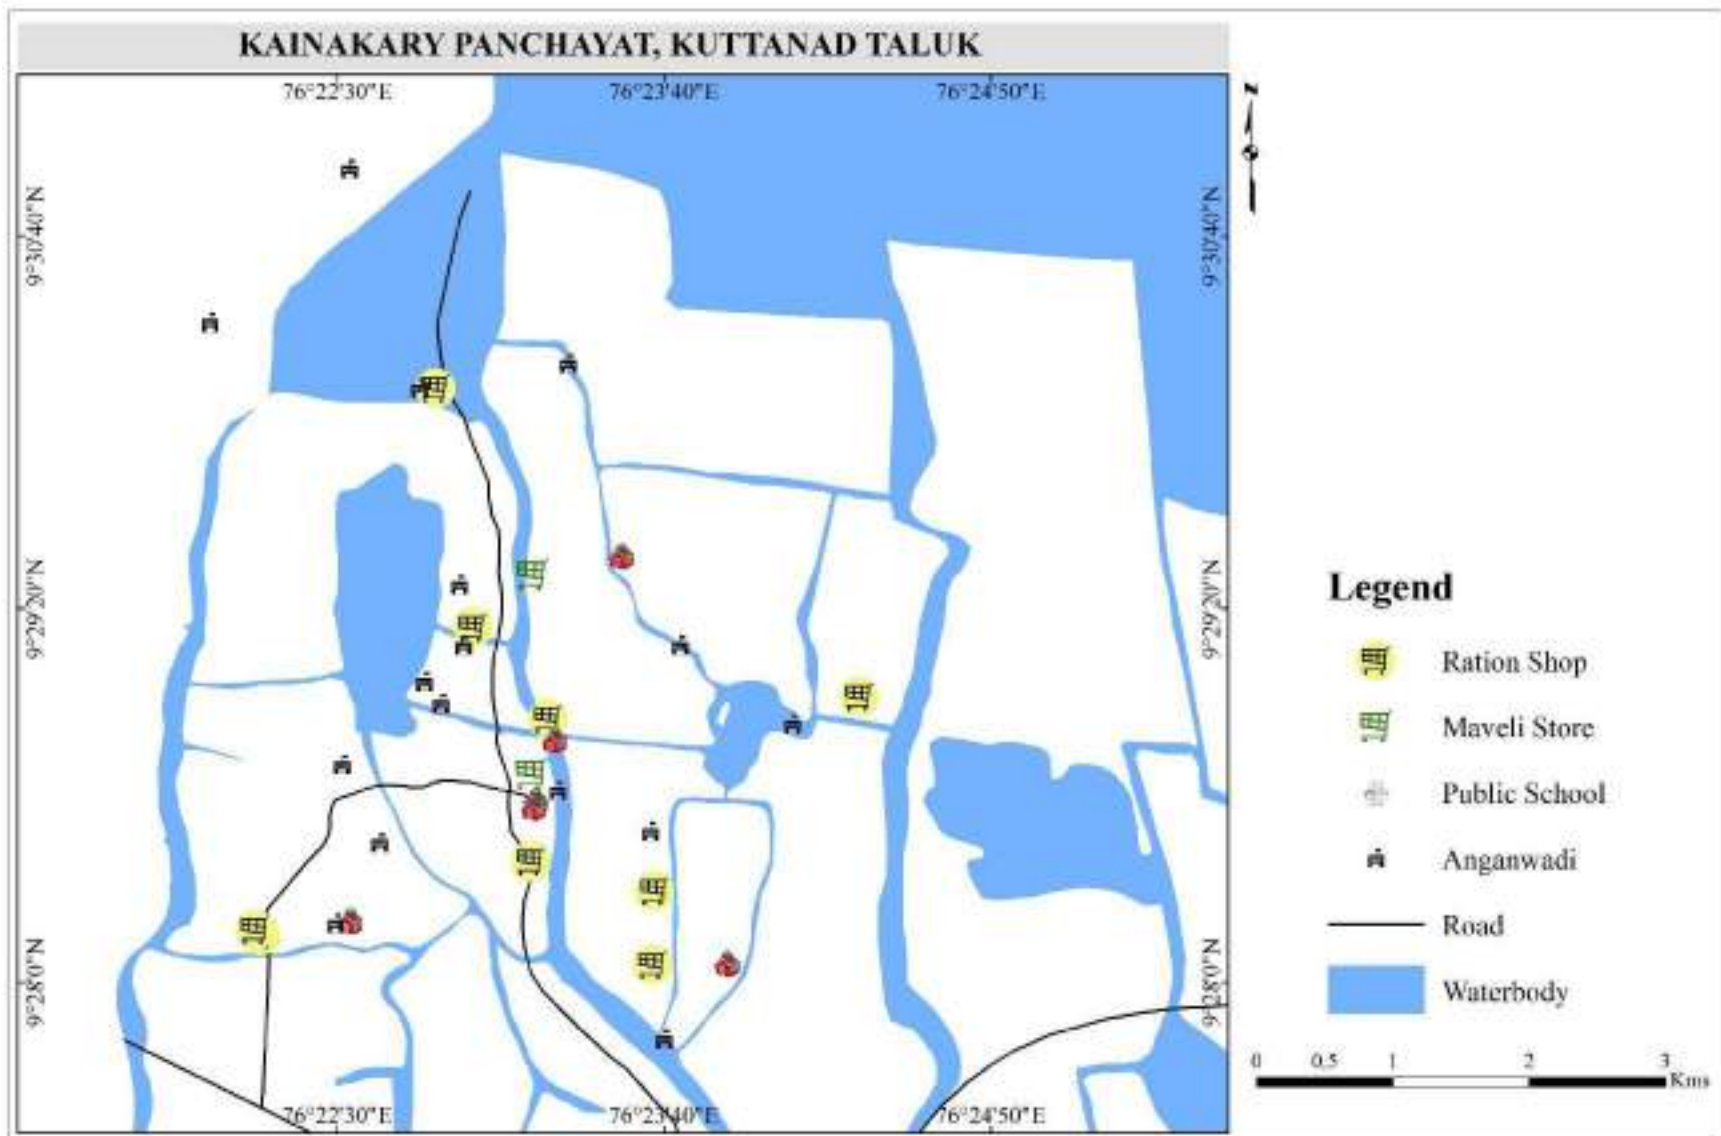 KAINAKARY PANCHAYAT, KUTTANAD TALUK
76°22'30"E 76°23'40"E 76°24'50"E
N
9°30'40"N 9°30'40"N
9°29'20"N 9°29'20"N
9°28'0"N 9°28'0"N
76°22'30"E 76°23'40"E 76°24'50"E
Legend
Ration Shop
Maveli Store
Public School
Anganwadi
Road
Waterbody
0 0.5 1 2 3
Kms